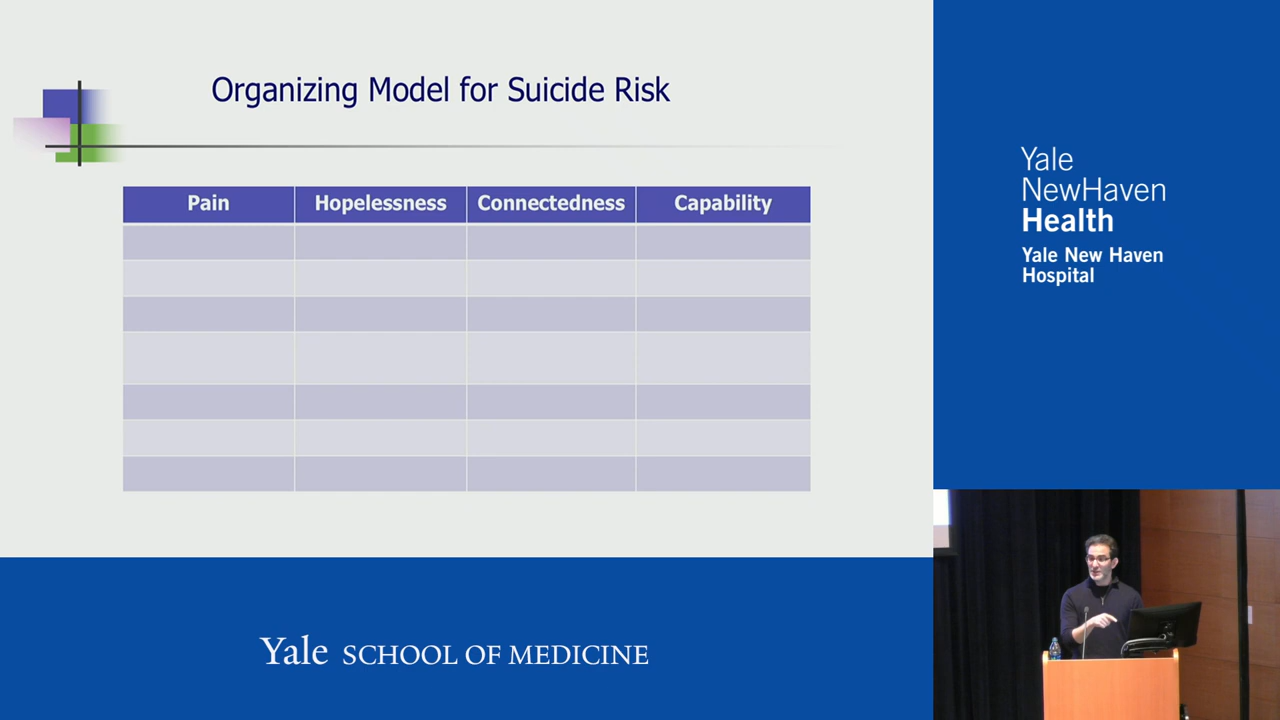 Organizing Model for Suicide Risk
Pain Hopelessness Connectedness Capability
Yale
NewHaven
Health
Yale New Haven
Hospital
Yale SCHOOL OF MEDICINE